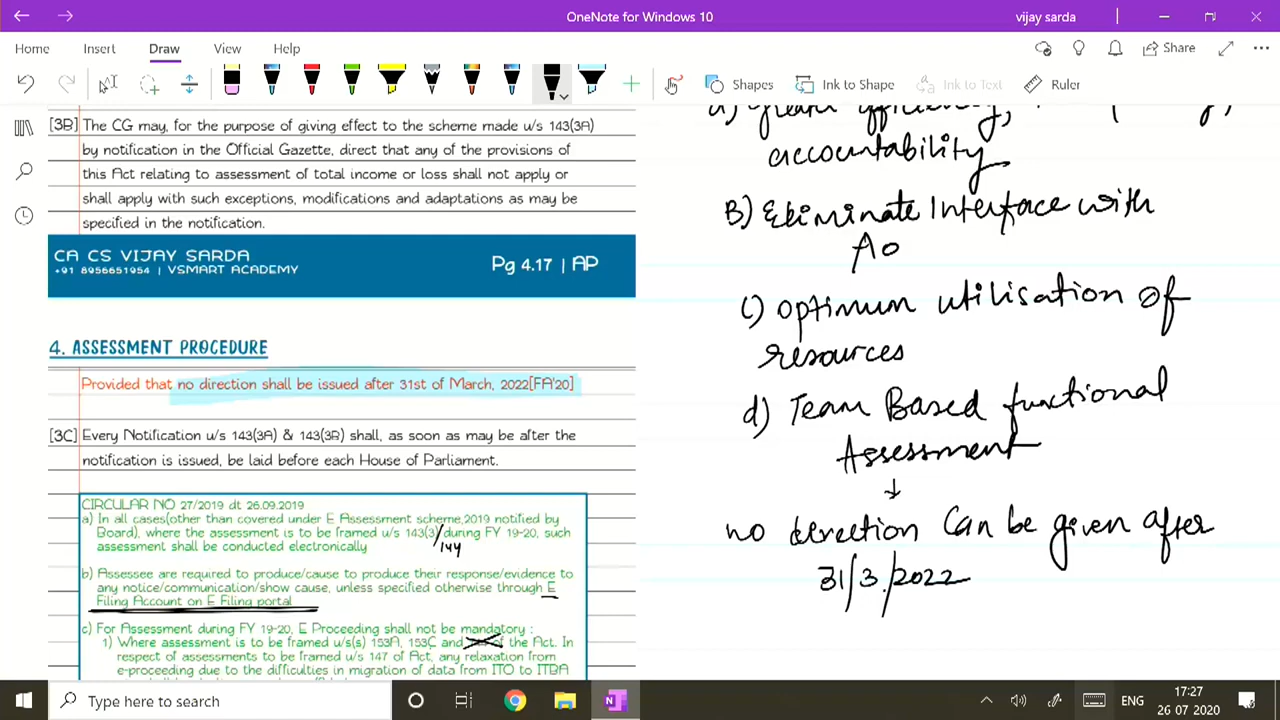 OneNote for Windows 10
vijay sarda
Home
Insert
Draw
View
Help
Share
Shapes
Ink to Shape
Ink to Text
Ruler
[3B] The CG may, for the purpose of giving effect to the scheme made u/s 143(3A)
by notification in the Official Gazette, direct that any of the provisions of
this Act relating to assessment of total income or loss shall not apply or
shall apply with such exceptions, modifications and adaptations as may be
specified in the notification.
CA CS VIJAY SARDA
+91 8956651954 | VSMART ACADEMY
Pg 4.17 | AP
4. ASSESSMENT PROCEDURE
Provided that no direction shall be issued after 31st of March, 2022[FA'20]
[3C] Every Notification u/s 143(3A) & 143(3B) shall, as soon as may be after the
notification is issued, be laid before each House of Parliament.
CIRCULAR NO 27/2019 dt 26.09.2019
a) In all cases(other than covered under E Assessment scheme,2019 notified by
Board), where the assessment is to be framed u/s 143(3)/during FY 19-20, such
144
assessment shall be conducted electronically
b) Assessee are required to produce/cause to produce their response/evidence to
any notice/communication/show cause, unless specified otherwise through E
Filing Account on E Filing portal
c) For Assessment during FY 19-20, E Proceeding shall not be mandatory :
1) Where assessment is to be framed u/s(s) 153A, 153C and of the Act. In
respect of assessments to be framed u/s 147 of Act, any relaxation from
e-proceeding due to the difficulties in migration of data from ITO to ITBA
efficiency,
accountability
B) Eliminate Interface with
AO
c) optimum utilisation of
resources
d) Team Based functional
Assessment
↓
no direction Can be given after
31/3/2022
Type here to search
ENG
17:27
26 07 2020